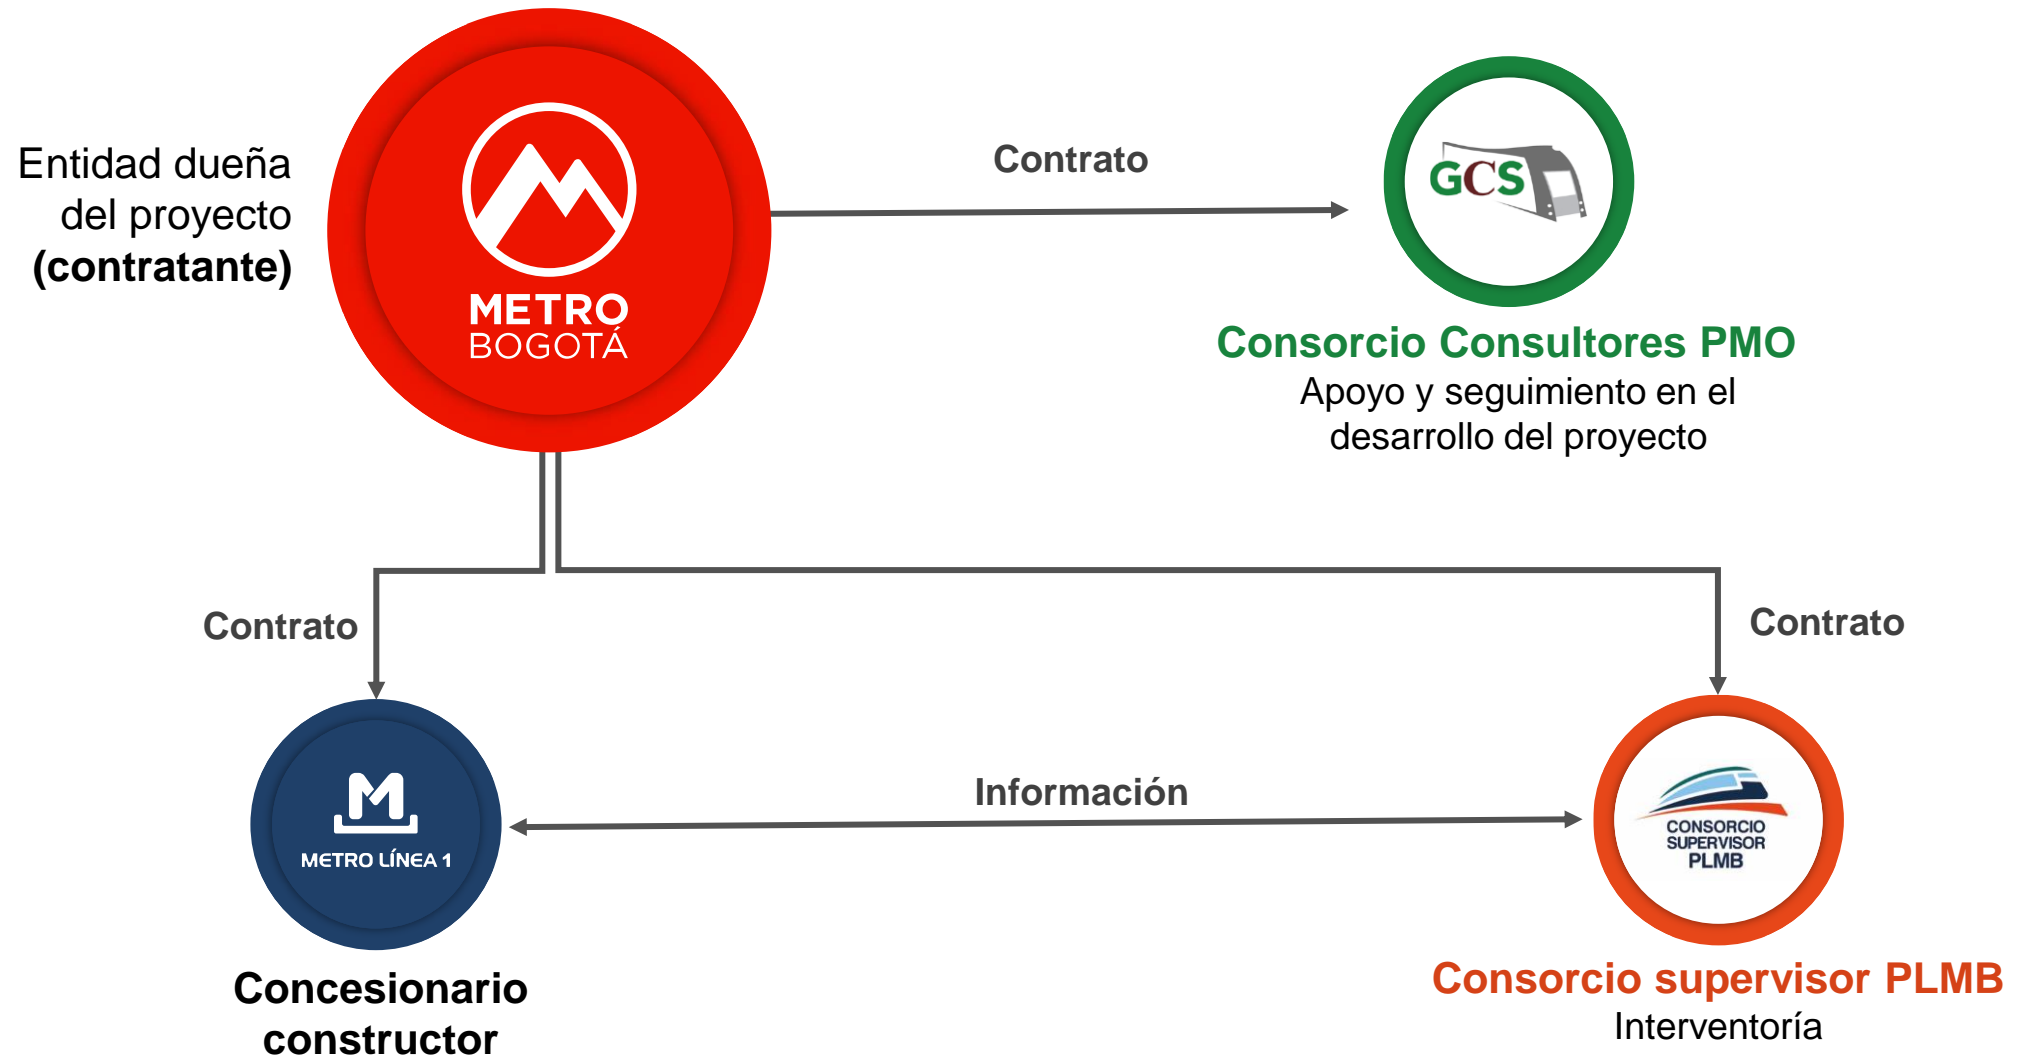 Entidad dueña
del proyecto
(contratante)
METRO
BOGOTÁ
Contrato
GCS
Consorcio Consultores PMO
Apoyo y seguimiento en el
desarrollo del proyecto
Contrato
Contrato
METRO LÍNEA 1
Información
CONSORCIO
SUPERVISOR
PLMB
Concesionario
constructor
Consorcio supervisor PLMB
Interventoría